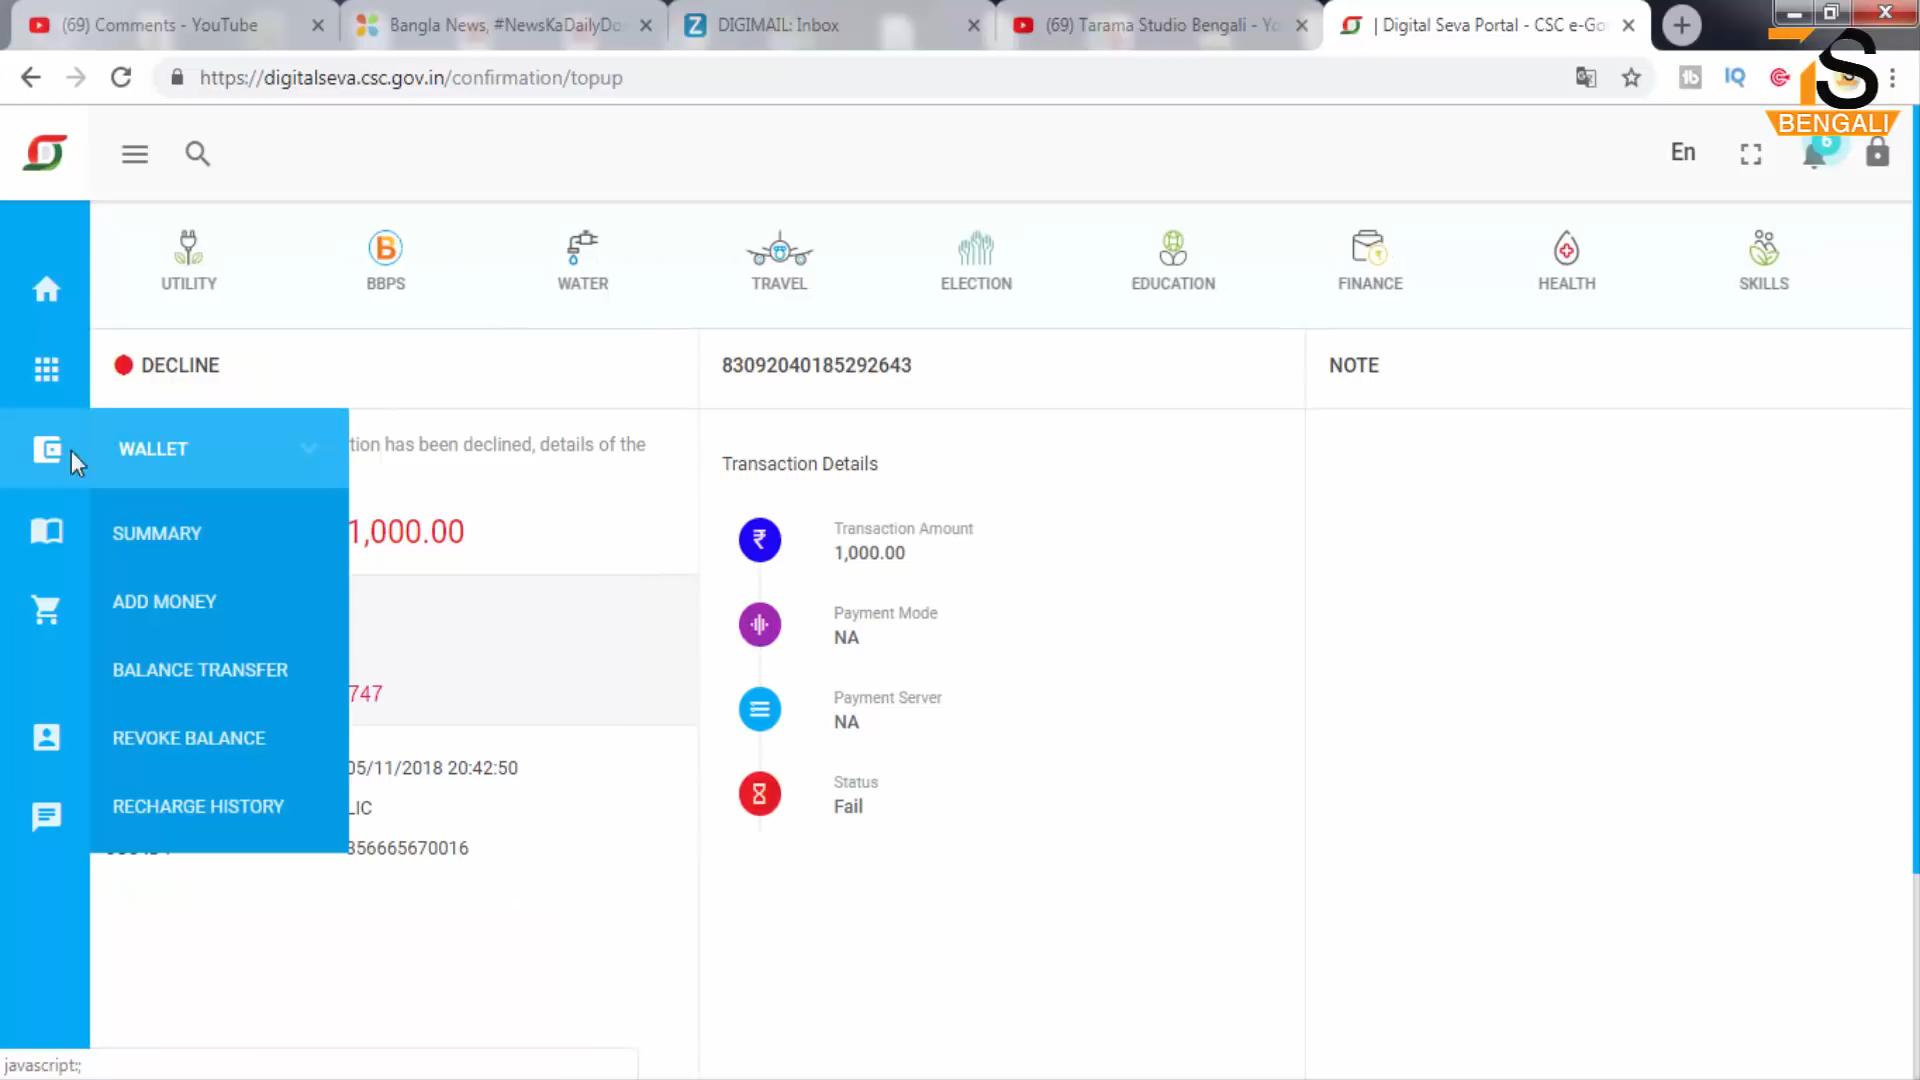 (69) Comments - YouTube
Bangla News, #NewsKaDailyDo
DIGIMAIL: Inbox
(69) Tarama Studio Bengali - Yo
| Digital Seva Portal - CSC e-Go
https://digitalseva.csc.gov.in/confirmation/topup
IQ
S
BENGALI
En
6
UTILITY
BBPS
WATER
TRAVEL
ELECTION
EDUCATION
FINANCE
HEALTH
SKILLS
DECLINE
83092040185292643
NOTE
WALLET
tion has been declined, details of the
SUMMARY
1,000.00
ADD MONEY
BALANCE TRANSFER
747
REVOKE BALANCE
05/11/2018 20:42:50
RECHARGE HISTORY
LIC
356665670016
Transaction Details
Transaction Amount
1,000.00
Payment Mode
NA
Payment Server
NA
Status
Fail
javascript:;